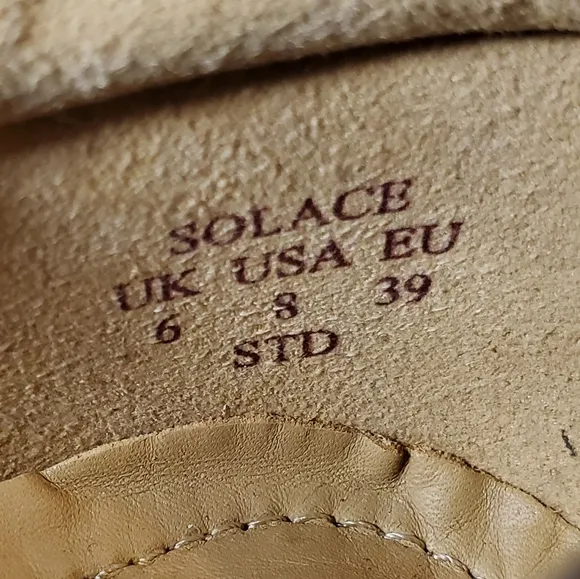 SOLACE
UK USA EU
6 8 39
STD